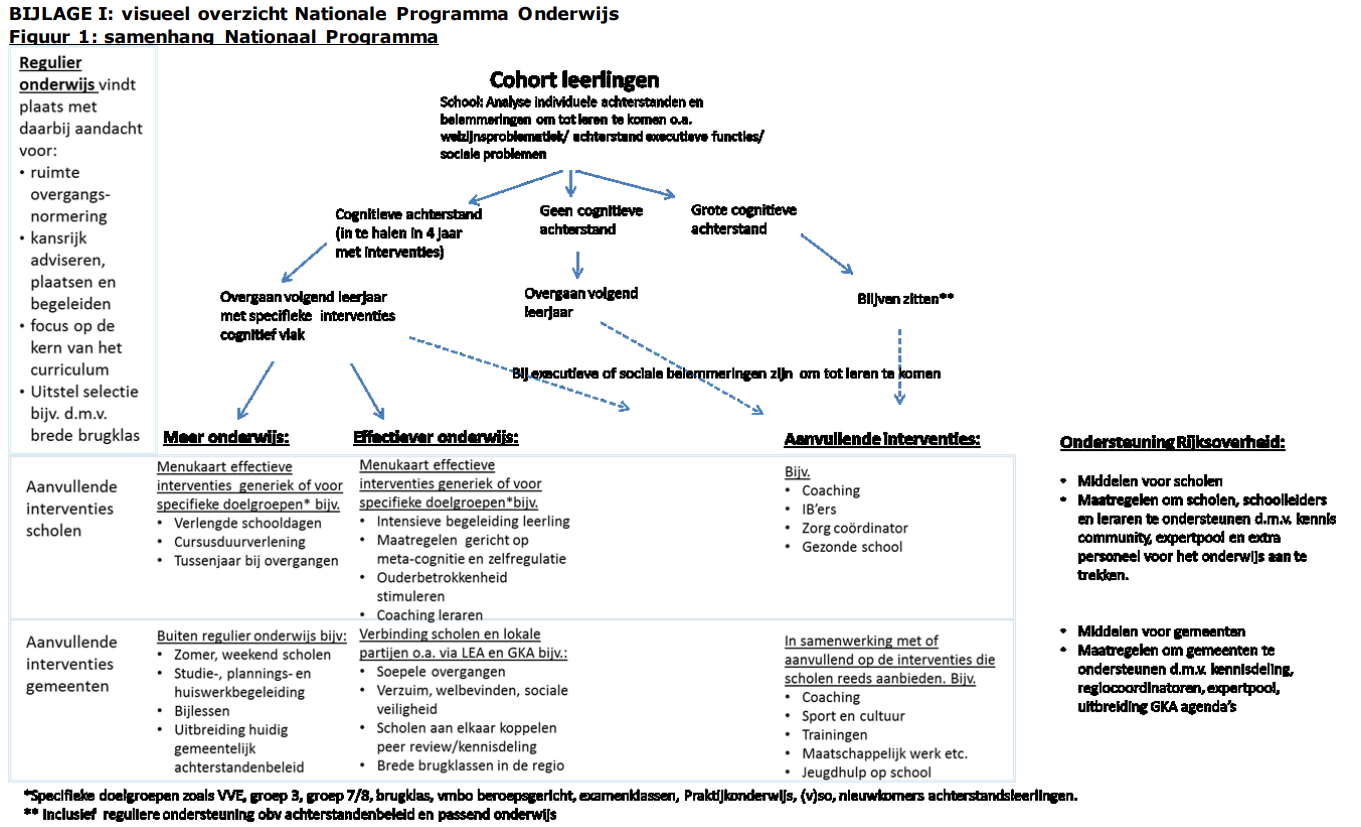 BIJLAGE I: visueel overzicht Nationale Programma Onderwijs
Figuur 1: samenhang Nationaal Programma
Regulier
onderwijs vindt
plaats met
daarbij aandacht
voor:
• ruimte
overgangs-
normering
• kansrijk
adviseren,
plaatsen en
begeleiden
• focus op de
kern van het
curriculum
• Uitstel selectie
bijv. d.m.v.
brede brugklas
Cohort leerlingen
School: Analyse individuele achterstanden en
belemmeringen om tot leren te komen o.a.
welzijnsproblematiek/ achterstand executieve functies/
sociale problemen
Cognitieve achterstand
(in te halen in 4 jaar
met interventies)
Geen cognitieve
achterstand
Grote cognitieve
achterstand
Overgaan volgend leerjaar
met specifieke interventies
cognitief vlak
Overgaan volgend
leerjaar
Blijven zitten**
Bij executieve of sociale belemmeringen zijn om tot leren te komen
Meer onderwijs:
Effectiever onderwijs:
Aanvullende interventies:
Ondersteuning Rijksoverheid:
Aanvullende
interventies
scholen
Menukaart effectieve
interventies generiek of voor
specifieke doelgroepen* bijv.
• Verlengde schooldagen
• Cursusduurverlening
• Tussenjaar bij overgangen
Menukaart effectieve
interventies generiek of voor
specifieke doelgroepen*bijv.
• Intensieve begeleiding leerling
• Maatregelen gericht op
meta-cognitie en zelfregulatie
• Ouderbetrokkenheid
stimuleren
• Coaching leraren
Bijv.
• Coaching
• IB'ers
• Zorg coördinator
• Gezonde school
• Middelen voor scholen
• Maatregelen om scholen, schoolleiders
en leraren te ondersteunen d.m.v. kennis
community, expertpool en extra
personeel voor het onderwijs aan te
trekken.
Aanvullende
interventies
gemeenten
Buiten regulier onderwijs bijv:
• Zomer, weekend scholen
• Studie-, plannings- en
huiswerkbegeleiding
• Bijlessen
• Uitbreiding huidig
gemeentelijk
achterstandenbeleid
Verbinding scholen en lokale
partijen o.a. via LEA en GKA bijv.:
• Soepele overgangen
• Verzuim, welbevinden, sociale
veiligheid
• Scholen aan elkaar koppelen
peer review/kennisdeling
• Brede brugklassen in de regio
In samenwerking met of
aanvullend op de interventies die
scholen reeds aanbieden. Bijv.
• Coaching
• Sport en cultuur
• Trainingen
• Maatschappelijk werk etc.
• Jeugdhulp op school
• Middelen voor gemeenten
• Maatregelen om gemeenten te
ondersteunen d.m.v. kennisdeling,
regiocoordinatoren, expertpool,
uitbreiding GKA agenda's
*Specifieke doelgroepen zoals VVE, groep 3, groep 7/8, brugklas, vmbo beroepsgericht, examenklassen, Praktijkonderwijs, (v)so, nieuwkomers achterstandsleerlingen.
** Inclusief reguliere ondersteuning obv achterstandenbeleid en passend onderwijs